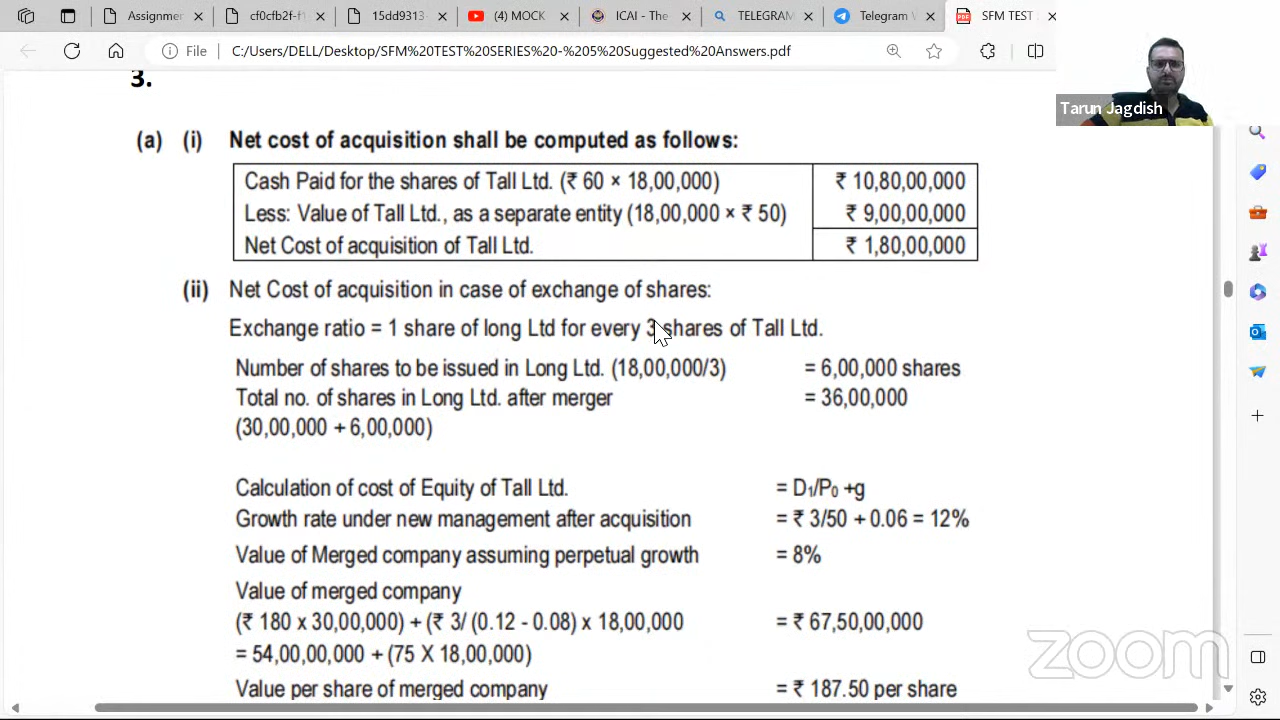 Assignmer
cf0cfb2f-f1
15dd9313-
(4) MOCK
ICAI - The
TELEGRAM
Telegram W
SFM TEST
File
C:/Users/DELL/Desktop/SFM%20TEST%20SERIES%20-%205%20Suggested%20Answers.pdf
Tarun Jagdish
3.
(a) (i) Net cost of acquisition shall be computed as follows:
Cash Paid for the shares of Tall Ltd. (₹ 60 × 18,00,000) ₹ 10,80,00,000
Less: Value of Tall Ltd., as a separate entity (18,00,000 × ₹ 50) ₹ 9,00,00,000
Net Cost of acquisition of Tall Ltd. ₹ 1,80,00,000
(ii) Net Cost of acquisition in case of exchange of shares:
Exchange ratio = 1 share of long Ltd for every 3 shares of Tall Ltd.
Number of shares to be issued in Long Ltd. (18,00,000/3) = 6,00,000 shares
Total no. of shares in Long Ltd. after merger = 36,00,000
(30,00,000 + 6,00,000)
Calculation of cost of Equity of Tall Ltd. = D₁/P₀ +g
Growth rate under new management after acquisition = ₹ 3/50 + 0.06 = 12%
Value of Merged company assuming perpetual growth = 8%
Value of merged company
(₹ 180 x 30,00,000) + (₹ 3/ (0.12 - 0.08) x 18,00,000 = ₹ 67,50,00,000
= 54,00,00,000 + (75 X 18,00,000)
Value per share of merged company = ₹ 187.50 per share
zoom